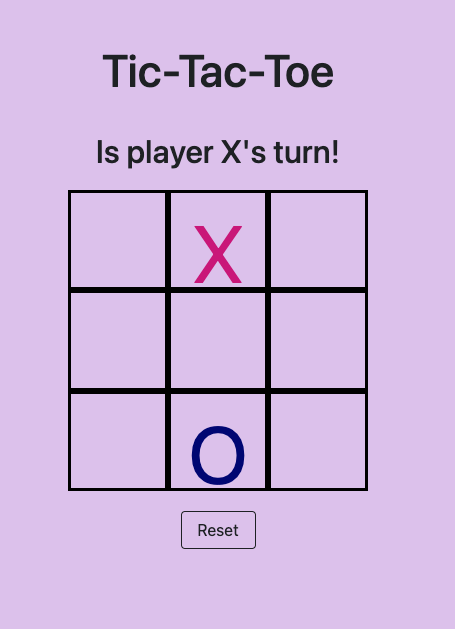 Tic-Tac-Toe
Is player X's turn!
X
O
Reset